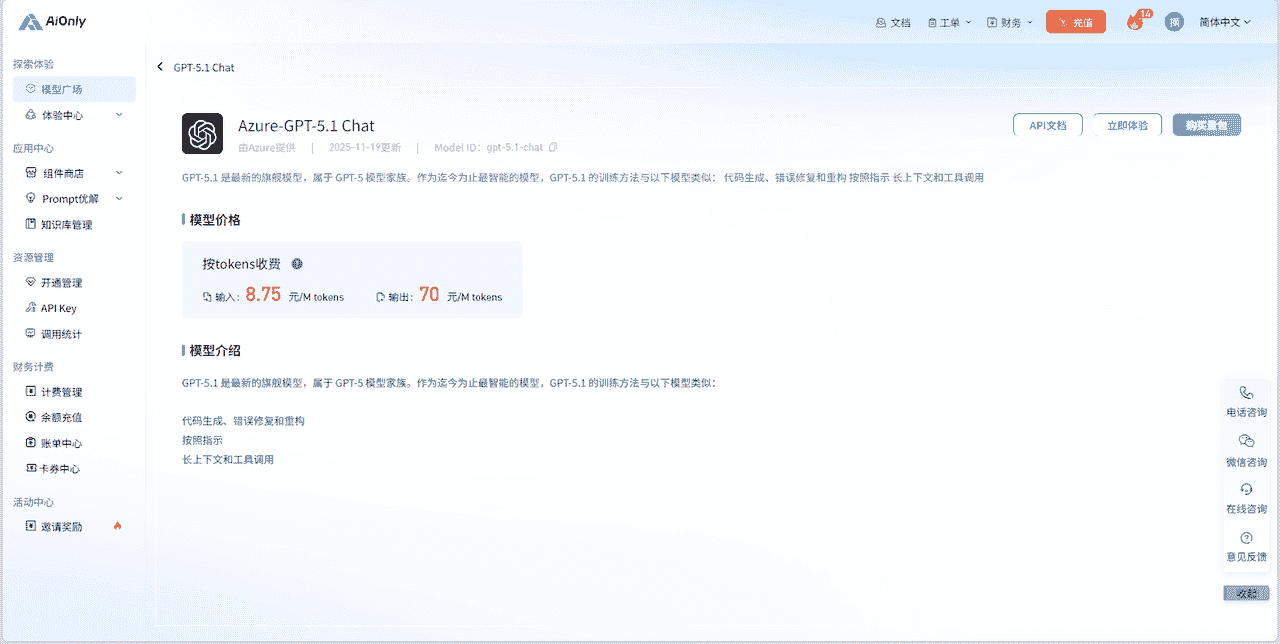 AiOnly
文档
工单
财务
充值
14
简体中文
探索体验
模型广场
体验中心
应用中心
组件商店
Prompt优解
知识库管理
资源管理
开通管理
API Key
调用统计
财务计费
计费管理
余额充值
账单中心
卡券中心
活动中心
邀请奖励
GPT-5.1 Chat
Azure-GPT-5.1 Chat
由Azure提供 | 2025-11-19更新 | Model ID：gpt-5.1-chat
API文档
立即体验
GPT-5.1 是最新的旗舰模型，属于 GPT-5 模型家族。作为迄今为止最智能的模型，GPT-5.1 的训练方法与以下模型类似： 代码生成、错误修复和重构 按照指示 长上下文和工具调用
模型价格
按tokens收费
输入：8.75 元/M tokens 输出：70 元/M tokens
模型介绍
GPT-5.1 是最新的旗舰模型，属于 GPT-5 模型家族。作为迄今为止最智能的模型，GPT-5.1 的训练方法与以下模型类似：
代码生成、错误修复和重构
按照指示
长上下文和工具调用
电话咨询
微信咨询
在线咨询
意见反馈
收起